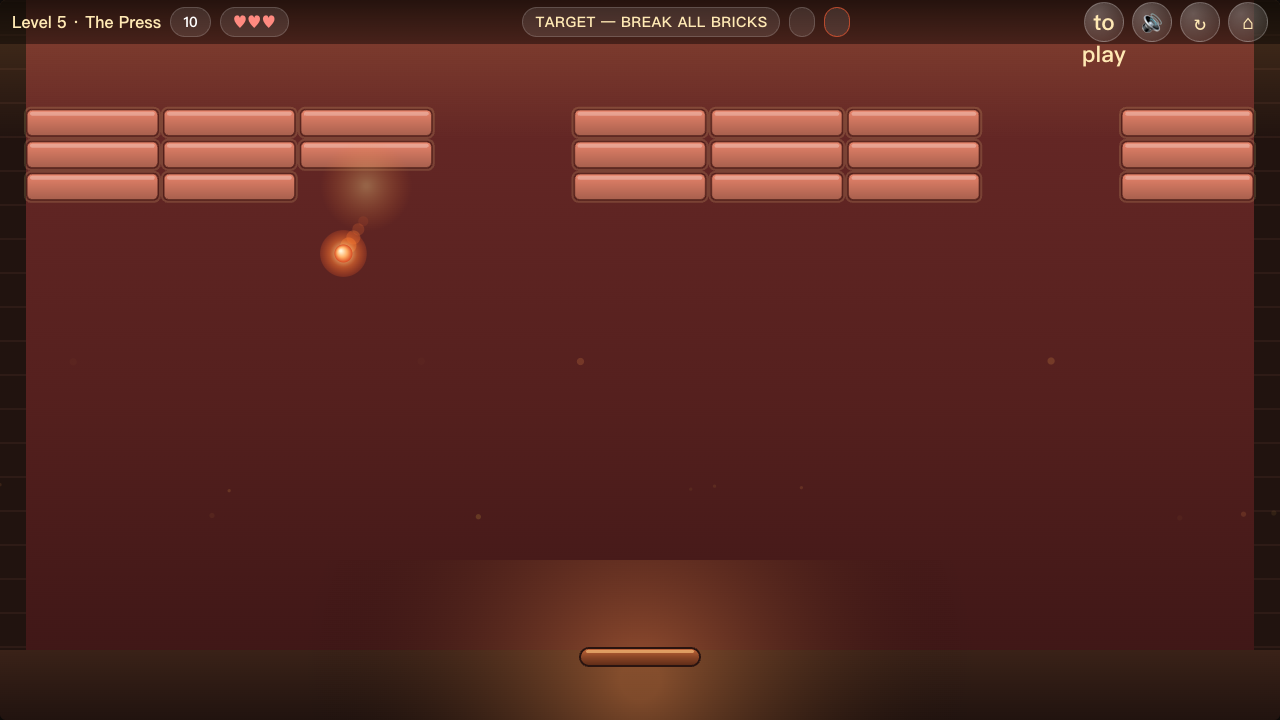 Level 5 · The Press
10
♥♥♥
TARGET — BREAK ALL BRICKS
to
play